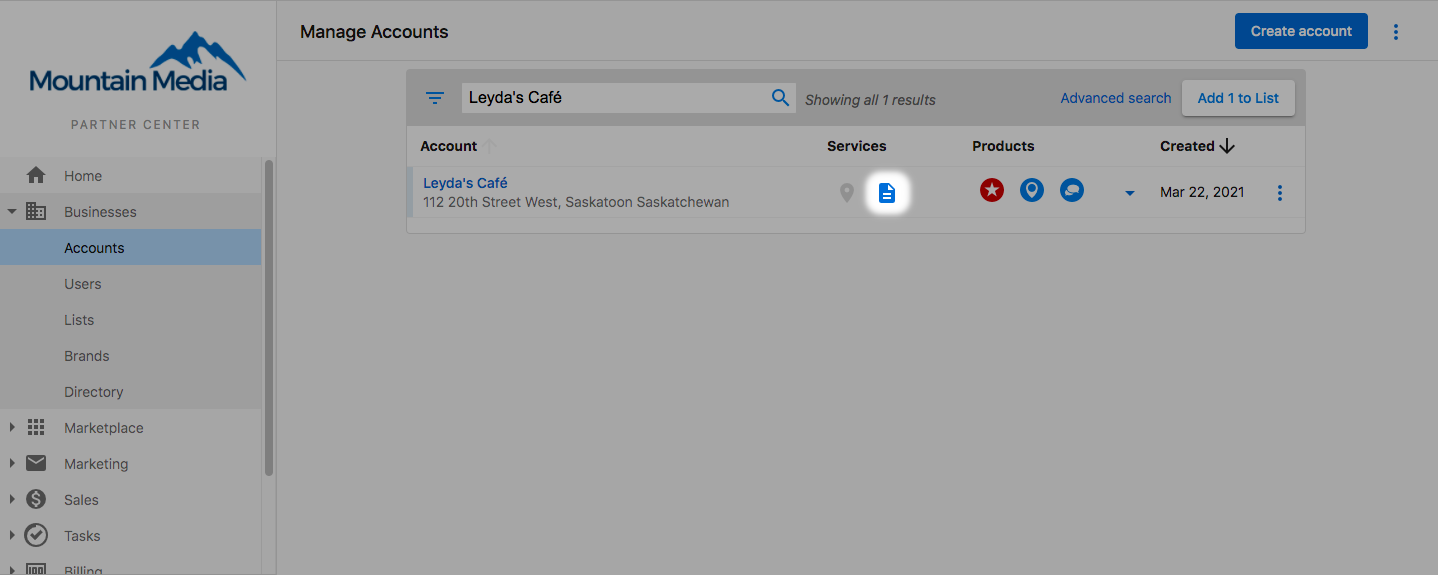 Mountain Media
PARTNER CENTER
Home
Businesses
Accounts
Users
Lists
Brands
Directory
Marketplace
Marketing
Sales
Tasks
Billing
Manage Accounts
Create account
Leyda's Café
Showing all 1 results
Advanced search
Add 1 to List
Account Services Products Created
Leyda's Café
112 20th Street West, Saskatoon Saskatchewan
Mar 22, 2021